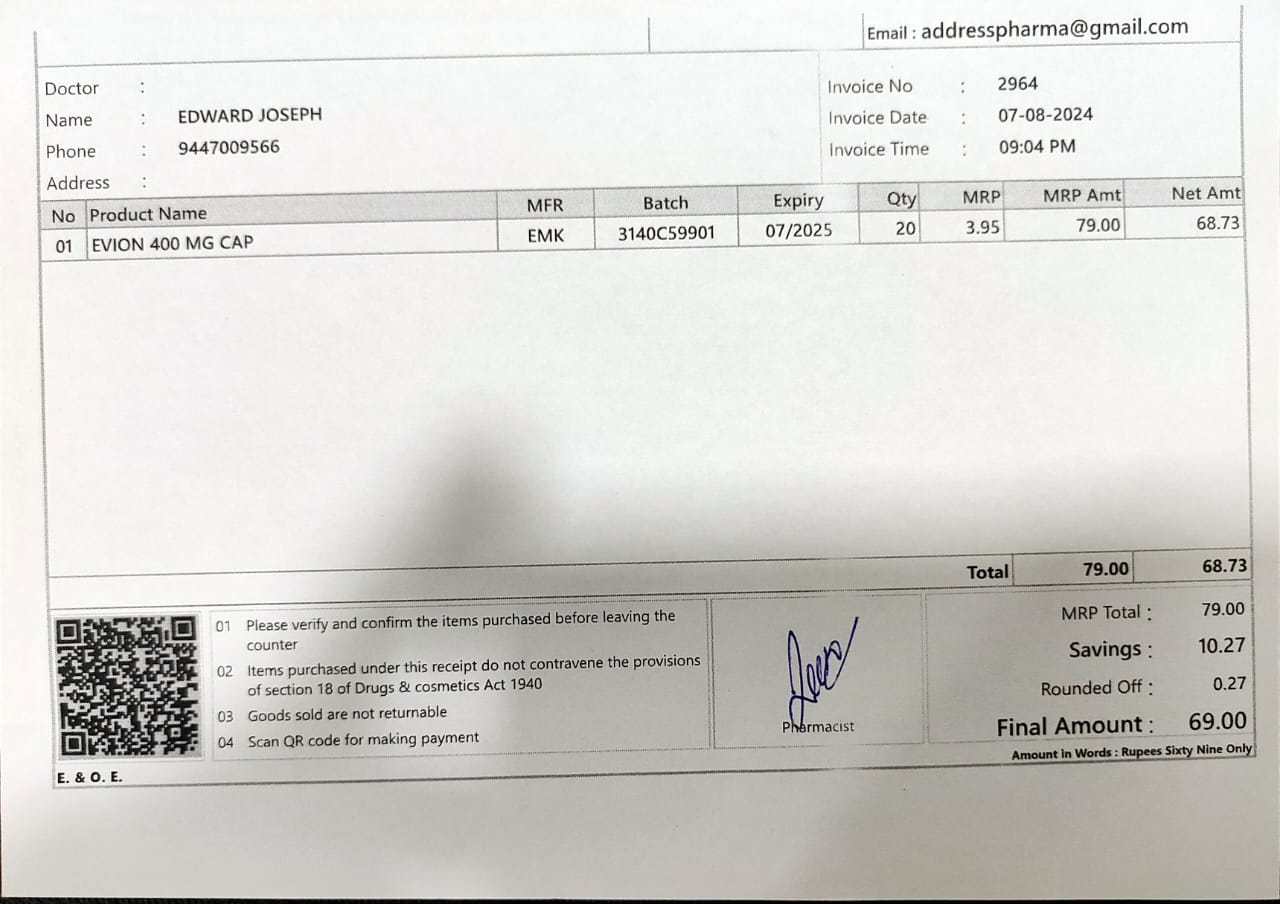 Email : addresspharma@gmail.com
Doctor :
Name : EDWARD JOSEPH
Phone : 9447009566
Address :
Invoice No : 2964
Invoice Date : 07-08-2024
Invoice Time : 09:04 PM
No Product Name MFR Batch Expiry Qty MRP MRP Amt Net Amt
01 EVION 400 MG CAP EMK 3140C59901 07/2025 20 3.95 79.00 68.73
Total 79.00 68.73
01 Please verify and confirm the items purchased before leaving the
counter
02 Items purchased under this receipt do not contravene the provisions
of section 18 of Drugs & cosmetics Act 1940
03 Goods sold are not returnable
04 Scan QR code for making payment
Pharmacist
MRP Total : 79.00
Savings : 10.27
Rounded Off : 0.27
Final Amount : 69.00
Amount in Words : Rupees Sixty Nine Only
E. & O. E.